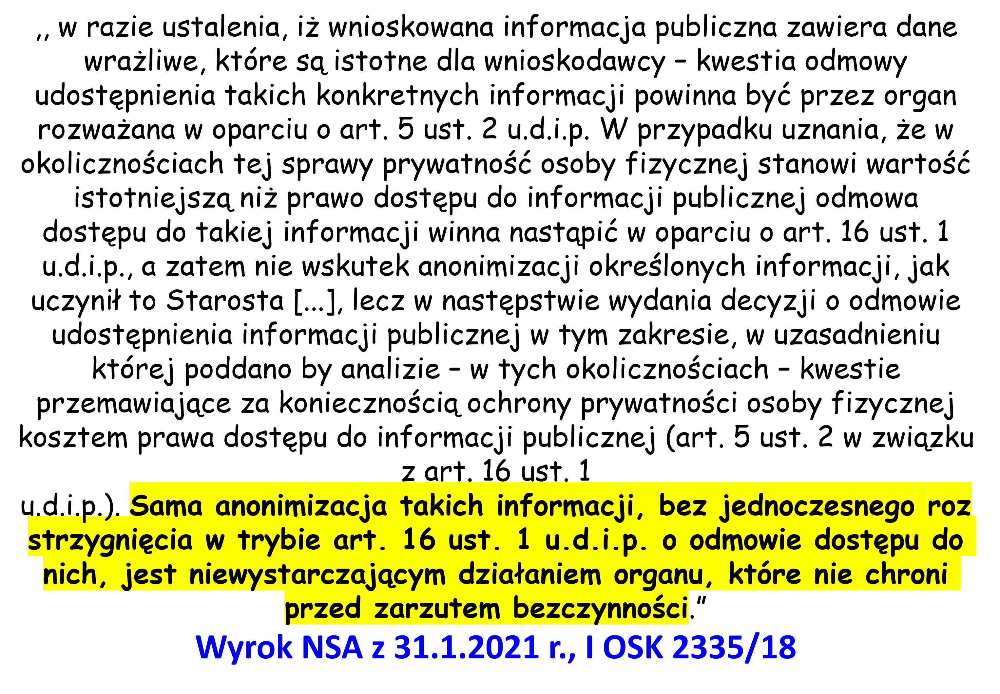 ,, w razie ustalenia, iż wnioskowana informacja publiczna zawiera dane
wrażliwe, które są istotne dla wnioskodawcy – kwestia odmowy
udostępnienia takich konkretnych informacji powinna być przez organ
rozważana w oparciu o art. 5 ust. 2 u.d.i.p. W przypadku uznania, że w
okolicznościach tej sprawy prywatność osoby fizycznej stanowi wartość
istotniejszą niż prawo dostępu do informacji publicznej odmowa
dostępu do takiej informacji winna nastąpić w oparciu o art. 16 ust. 1
u.d.i.p., a zatem nie wskutek anonimizacji określonych informacji, jak
uczynił to Starosta [...], lecz w następstwie wydania decyzji o odmowie
udostępnienia informacji publicznej w tym zakresie, w uzasadnieniu
której poddano by analizie – w tych okolicznościach – kwestie
przemawiające za koniecznością ochrony prywatności osoby fizycznej
kosztem prawa dostępu do informacji publicznej (art. 5 ust. 2 w związku
z art. 16 ust. 1
u.d.i.p.). Sama anonimizacja takich informacji, bez jednoczesnego roz
strzygnięcia w trybie art. 16 ust. 1 u.d.i.p. o odmowie dostępu do
nich, jest niewystarczającym działaniem organu, które nie chroni
przed zarzutem bezczynności.“
Wyrok NSA z 31.1.2021 r., I OSK 2335/18